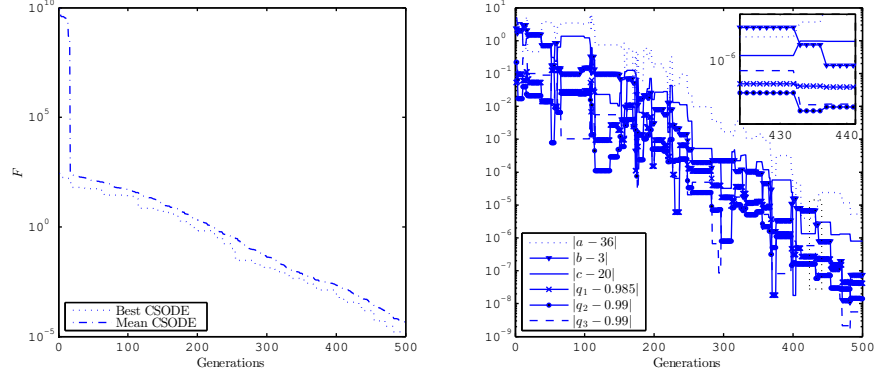 10^10
10^5
10^0
10^-5
F
0 100 200 300 400 500
Generations
Best CSODE
Mean CSODE
10^1
10^0
10^-1
10^-2
10^-3
10^-4
10^-5
10^-6
10^-7
10^-8
10^-9
0 100 200 300 400 500
Generations
|a − 36|
|b − 3|
|c − 20|
|q₁ − 0.985|
|q₂ − 0.99|
|q₃ − 0.99|
10^-6
430 440